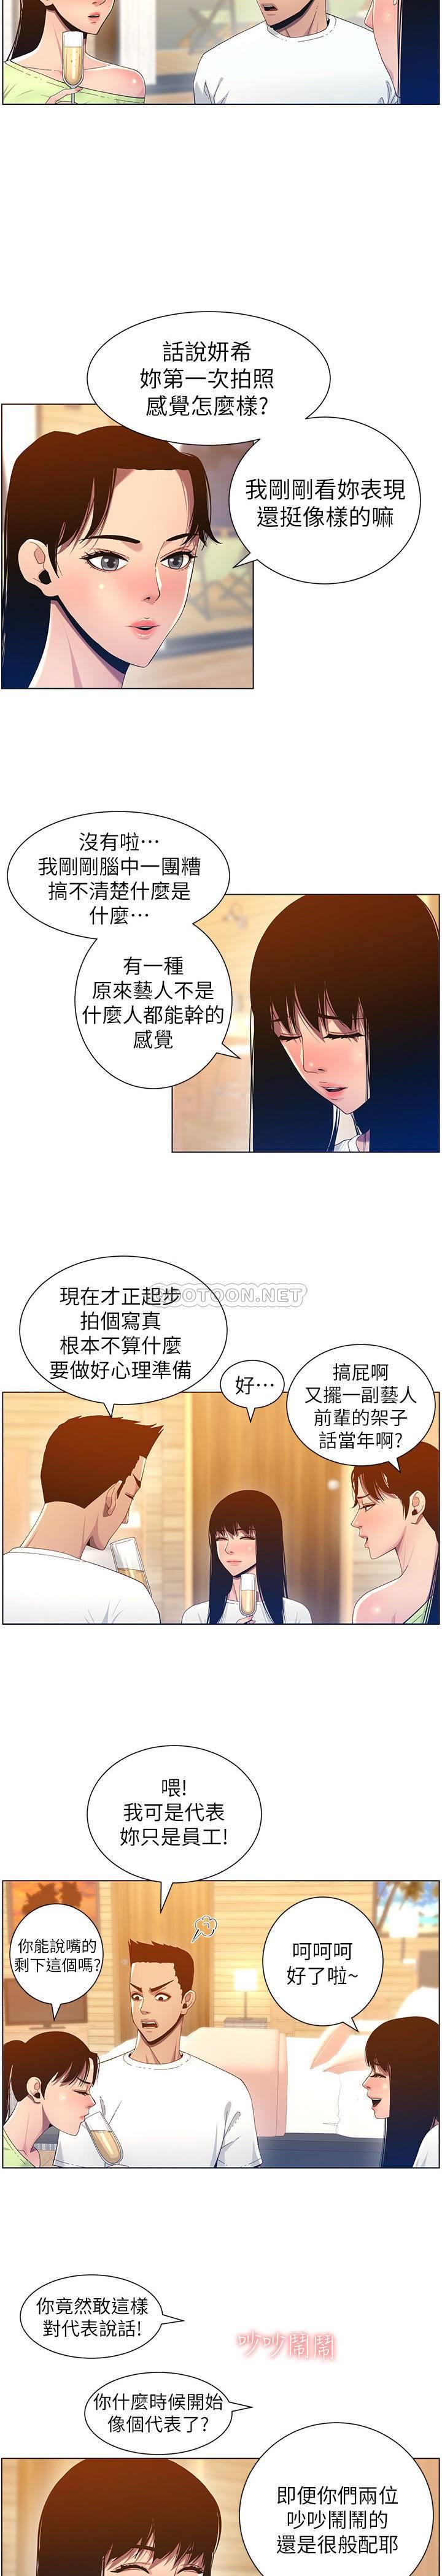 話說妍希
妳第一次拍照
感覺怎麼樣?
我剛剛看妳表現
還挺像樣的嘛
沒有啦⋯
我剛剛腦中一團糟
搞不清楚什麼是
什麼⋯
有一種
原來藝人不是
什麼人都能幹的
感覺
現在才正起步
拍個寫真
根本不算什麼
要做好心理準備
好⋯
搞屁啊
又擺一副藝人
前輩的架子
話當年啊?
喂!
我可是代表
妳只是員工!
你能說嘴的
剩下這個嗎?
呵呵呵
好了啦~
你竟然敢這樣
對代表說話!
吵吵鬧鬧
你什麼時候開始
像個代表了?
即便你們兩位
吵吵鬧鬧的
還是很般配耶